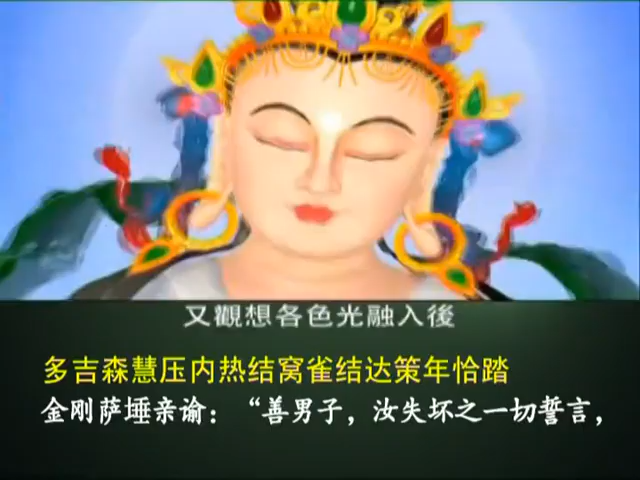 又觀想各色光融入後
多吉森慧压内热结窝雀结达策年恰踏
金刚萨埵亲谕：“善男子，汝失坏之一切誓言，